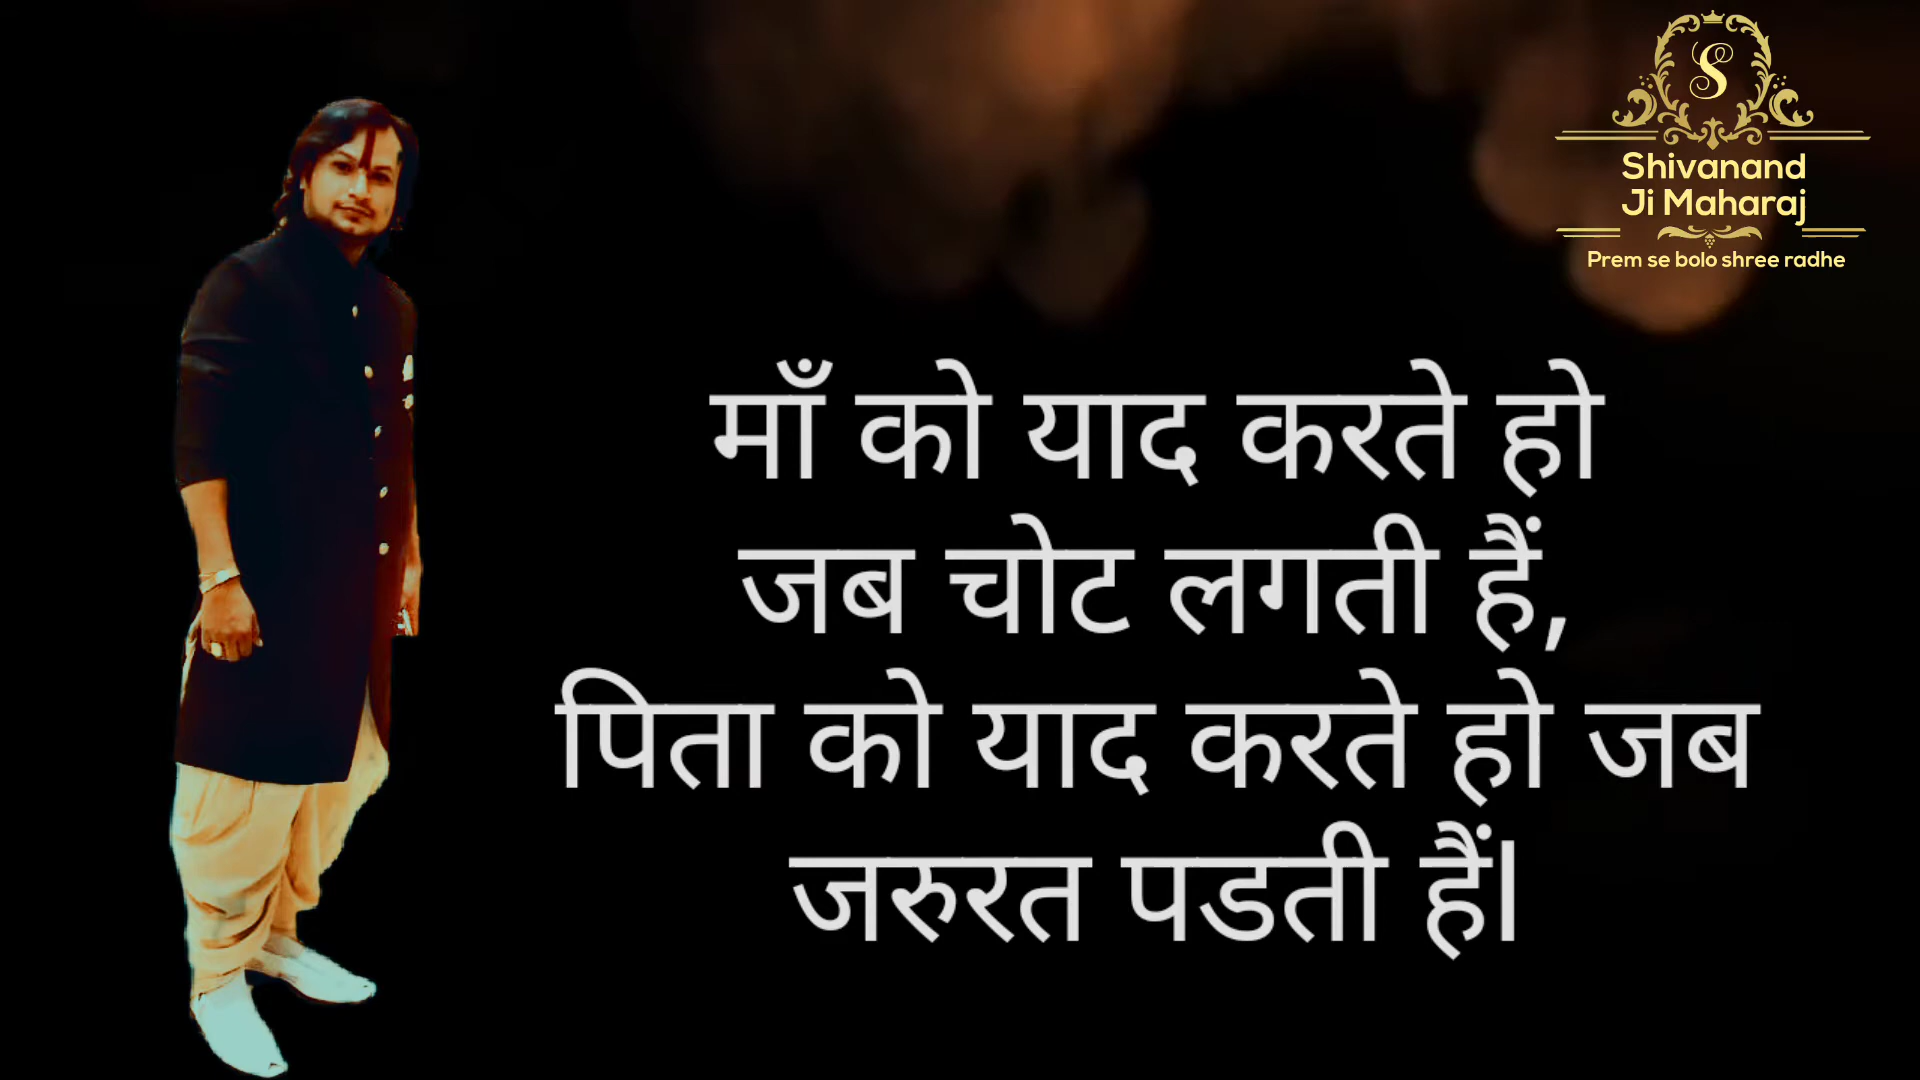 S
Shivanand
Ji Maharaj
Prem se bolo shree radhe
माँ को याद करते हो
जब चोट लगती हैं,
पिता को याद करते हो जब
जरुरत पडती हैं।